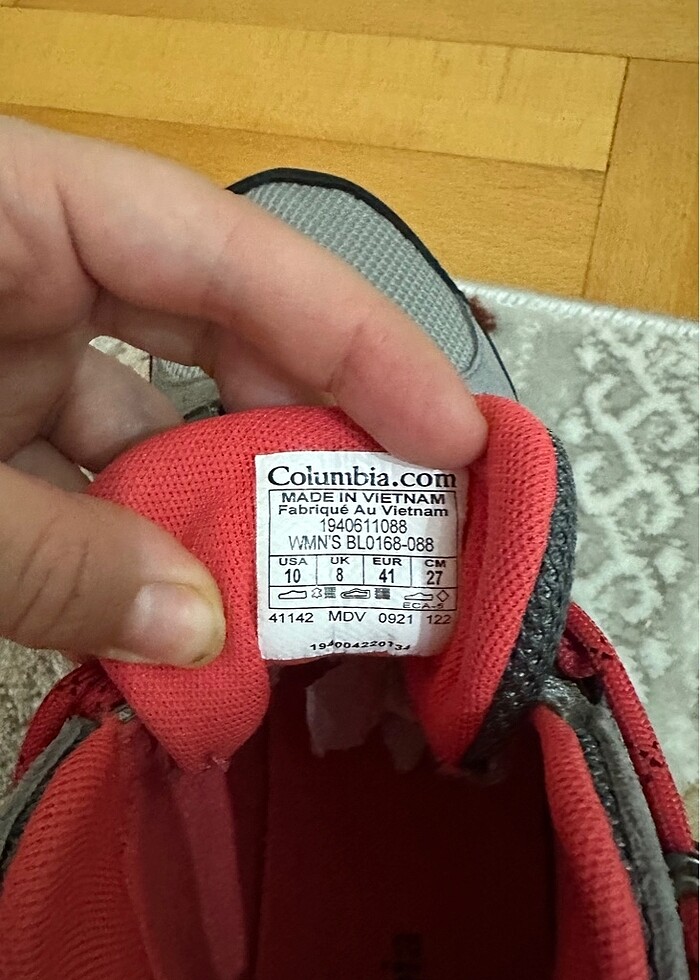 Columbia.com
MADE IN VIETNAM
Fabriqué Au Vietnam
1940611088
WMN'S BL0168-088
USA UK EUR CM
10 8 41 27
ECA-S
41142 MDV 0921 122